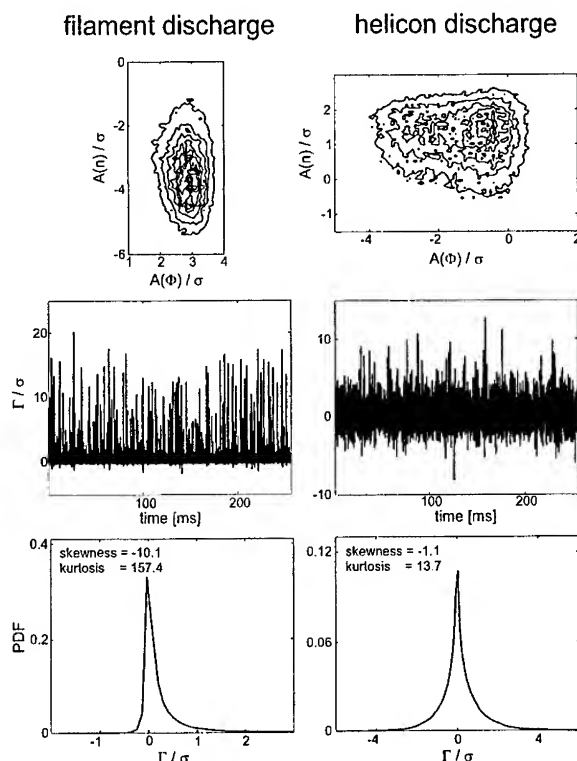 filament discharge
helicon discharge
A(n) / σ
0
-2
-4
-6
1 2 3 4
A(Φ) / σ
A(n) / σ
2
1
0
-1
-4 -2 0 2
A(Φ) / σ
Γ / σ
20
10
0
100 200
time [ms]
10
0
-10
100 200
time [ms]
PDF
0.4
0.2
0
skewness = -10.1
kurtosis = 157.4
-1 0 1 2
Γ / σ
0.12
0.06
0
skewness = -1.1
kurtosis = 13.7
-4 0 4
Γ / σ